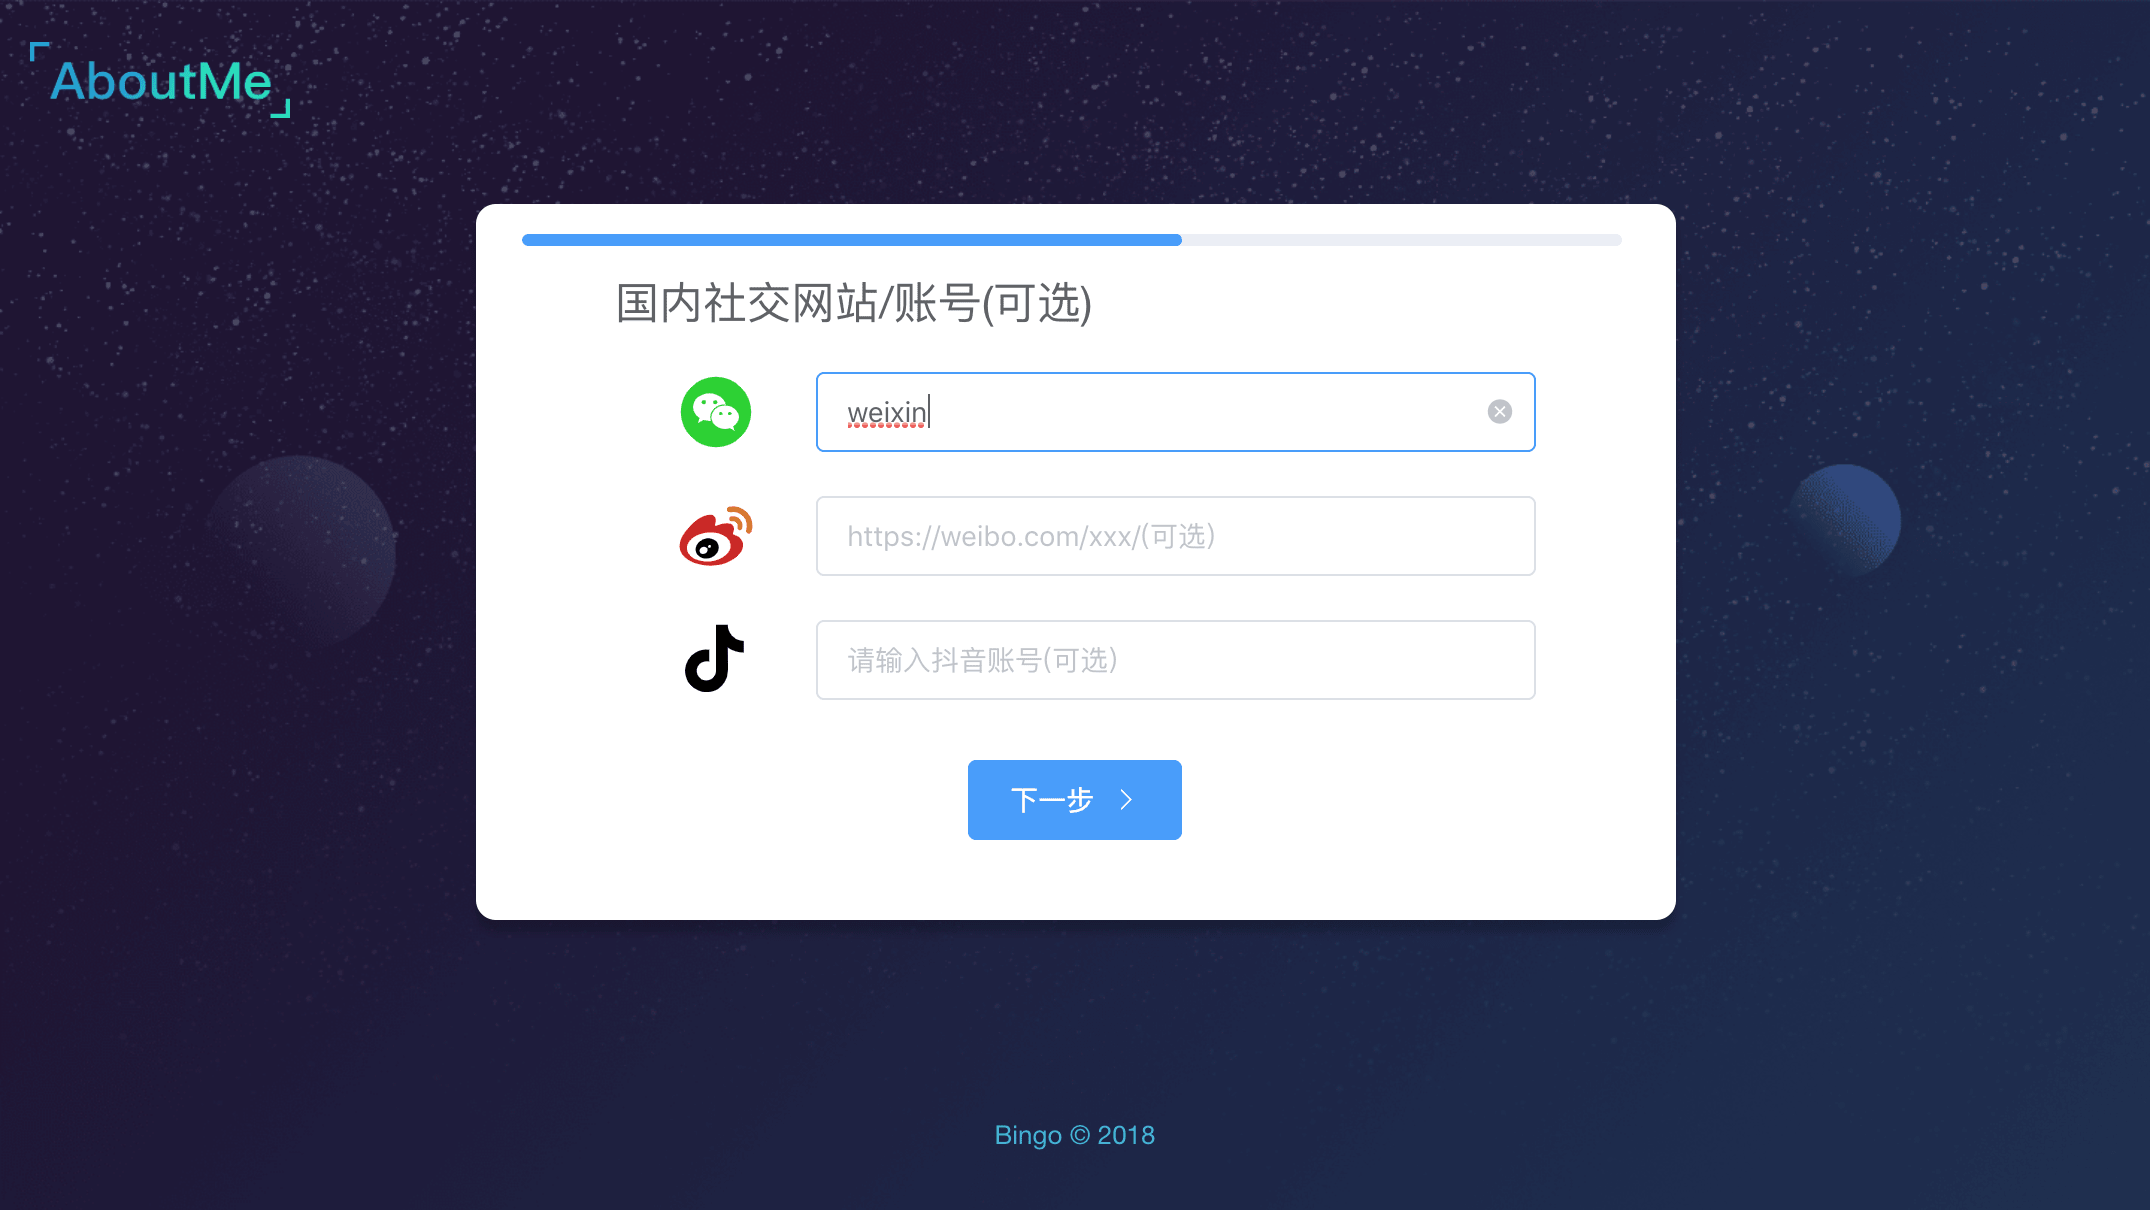 AboutMe
国内社交网站/账号(可选)
weixin
https://weibo.com/xxx/(可选)
请输入抖音账号(可选)
下一步
Bingo © 2018